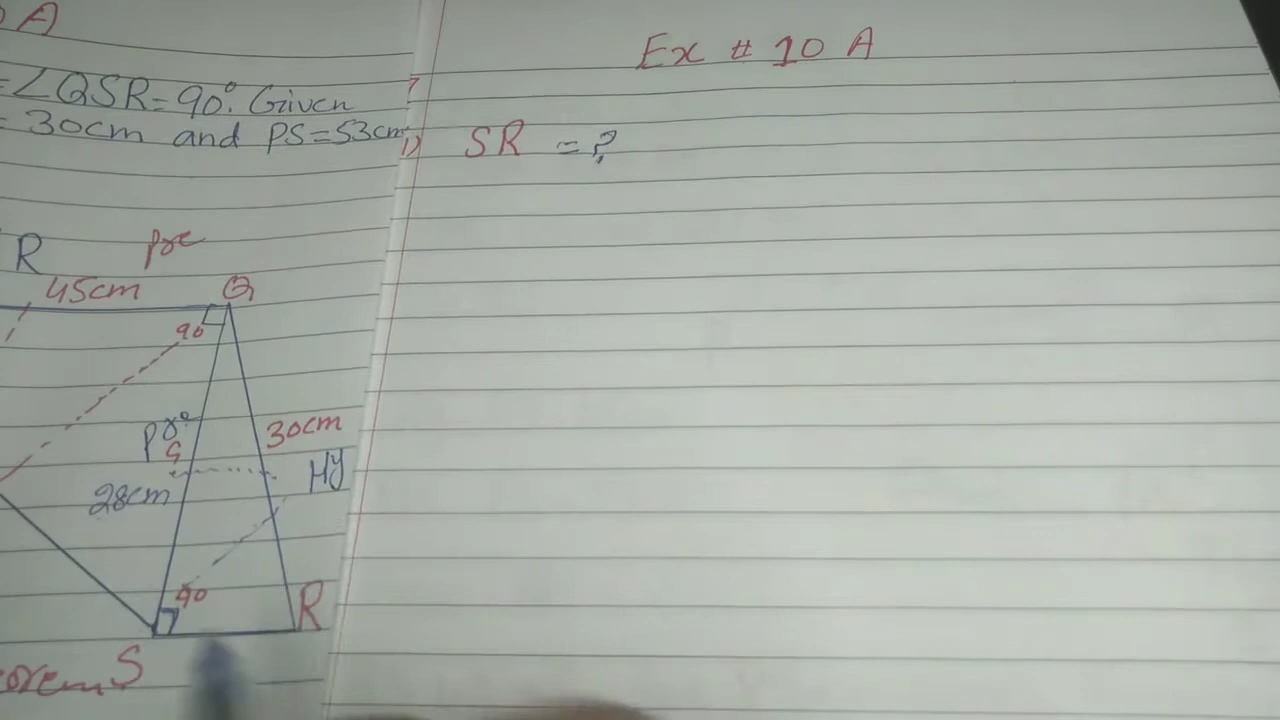 A
=∠QSR=90°. Given
= 30cm and PS=53cm
R
45cm
Q
90
30cm
Hy
28cm
90
R
S
Ex # 10 A
1) SR = ?